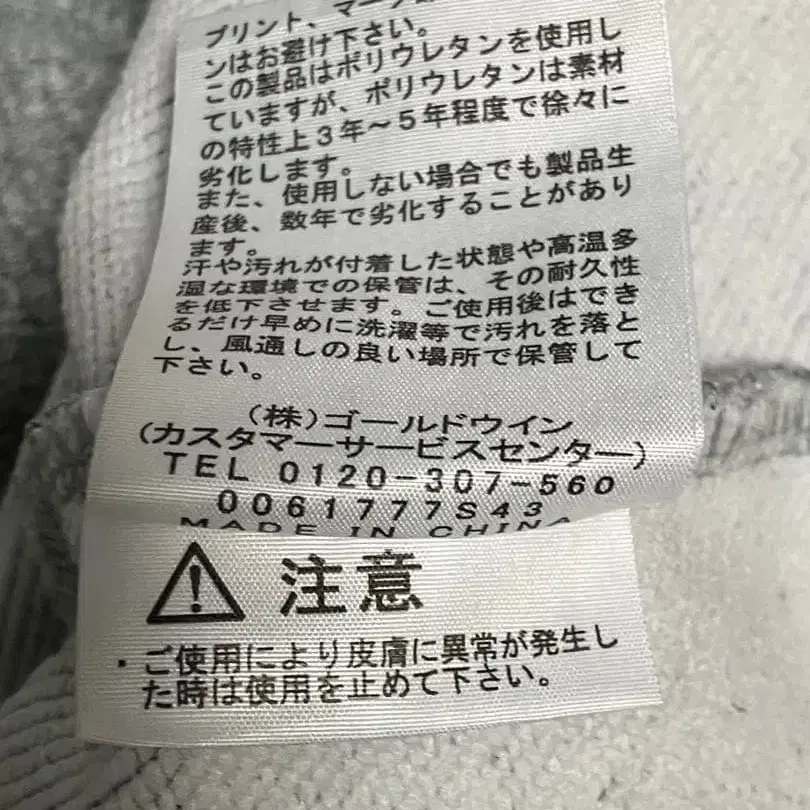 プリント、マーク
ンはお避け下さい。
この製品はポリウレタンを使用し
ていますが、ポリウレタンは素材
の特性上3年～5年程度で徐々に
劣化します。
また、使用しない場合でも製品生
産後、数年で劣化することがあり
ます。
汗や汚れが付着した状態や高温多
湿な環境での保管は、その耐久性
を低下させます。ご使用後はでき
るだけ早めに洗濯等で汚れを落と
し、風通しの良い場所で保管して
下さい。
(株)ゴールドウイン
(カスタマーサービスセンター)
TEL 0120-307-560
0061777S43
MADE IN CHINA
注意
・ご使用により皮膚に異常が発生し
た時は使用を止めて下さい。